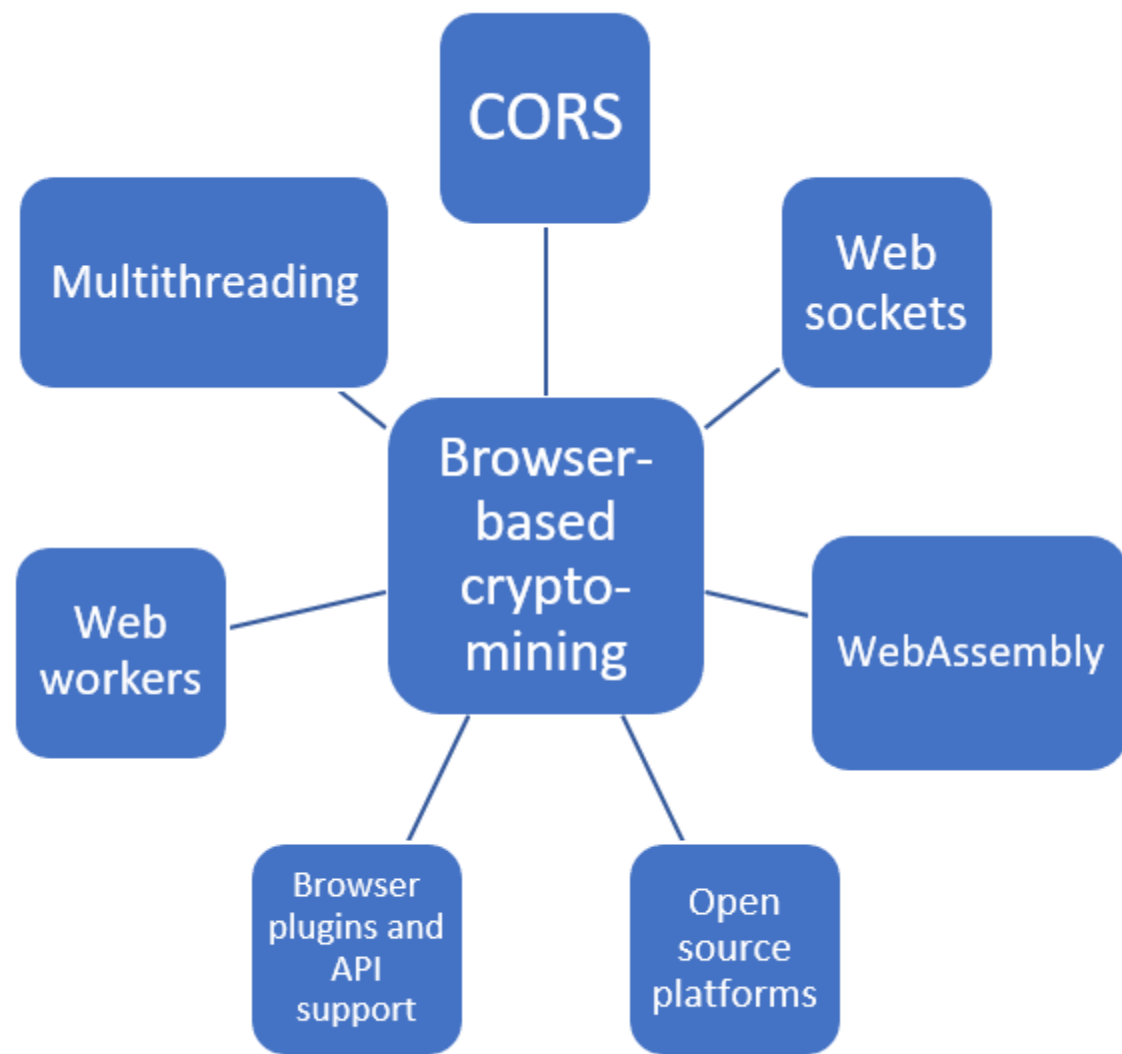 CORS
Multithreading
Web
sockets
Browser-
based
crypto-
mining
Web
workers
WebAssembly
Browser
plugins and
API
support
Open
source
platforms